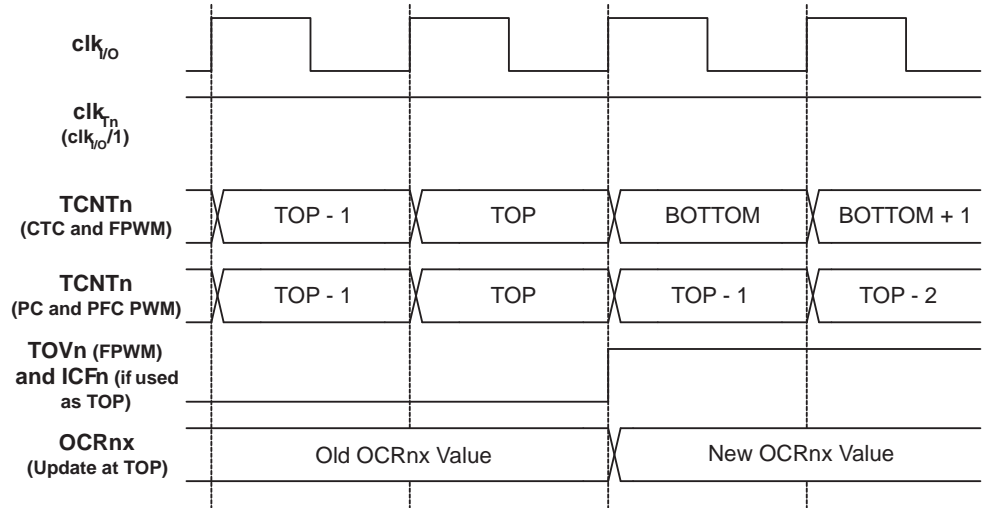 clkI/O
clkTn
(clkI/O/1)
TCNTn
(CTC and FPWM)
TOP - 1
TOP
BOTTOM
BOTTOM + 1
TCNTn
(PC and PFC PWM)
TOP - 1
TOP
TOP - 1
TOP - 2
TOVn (FPWM)
and ICFn (if used
as TOP)
OCRnx
(Update at TOP)
Old OCRnx Value
New OCRnx Value